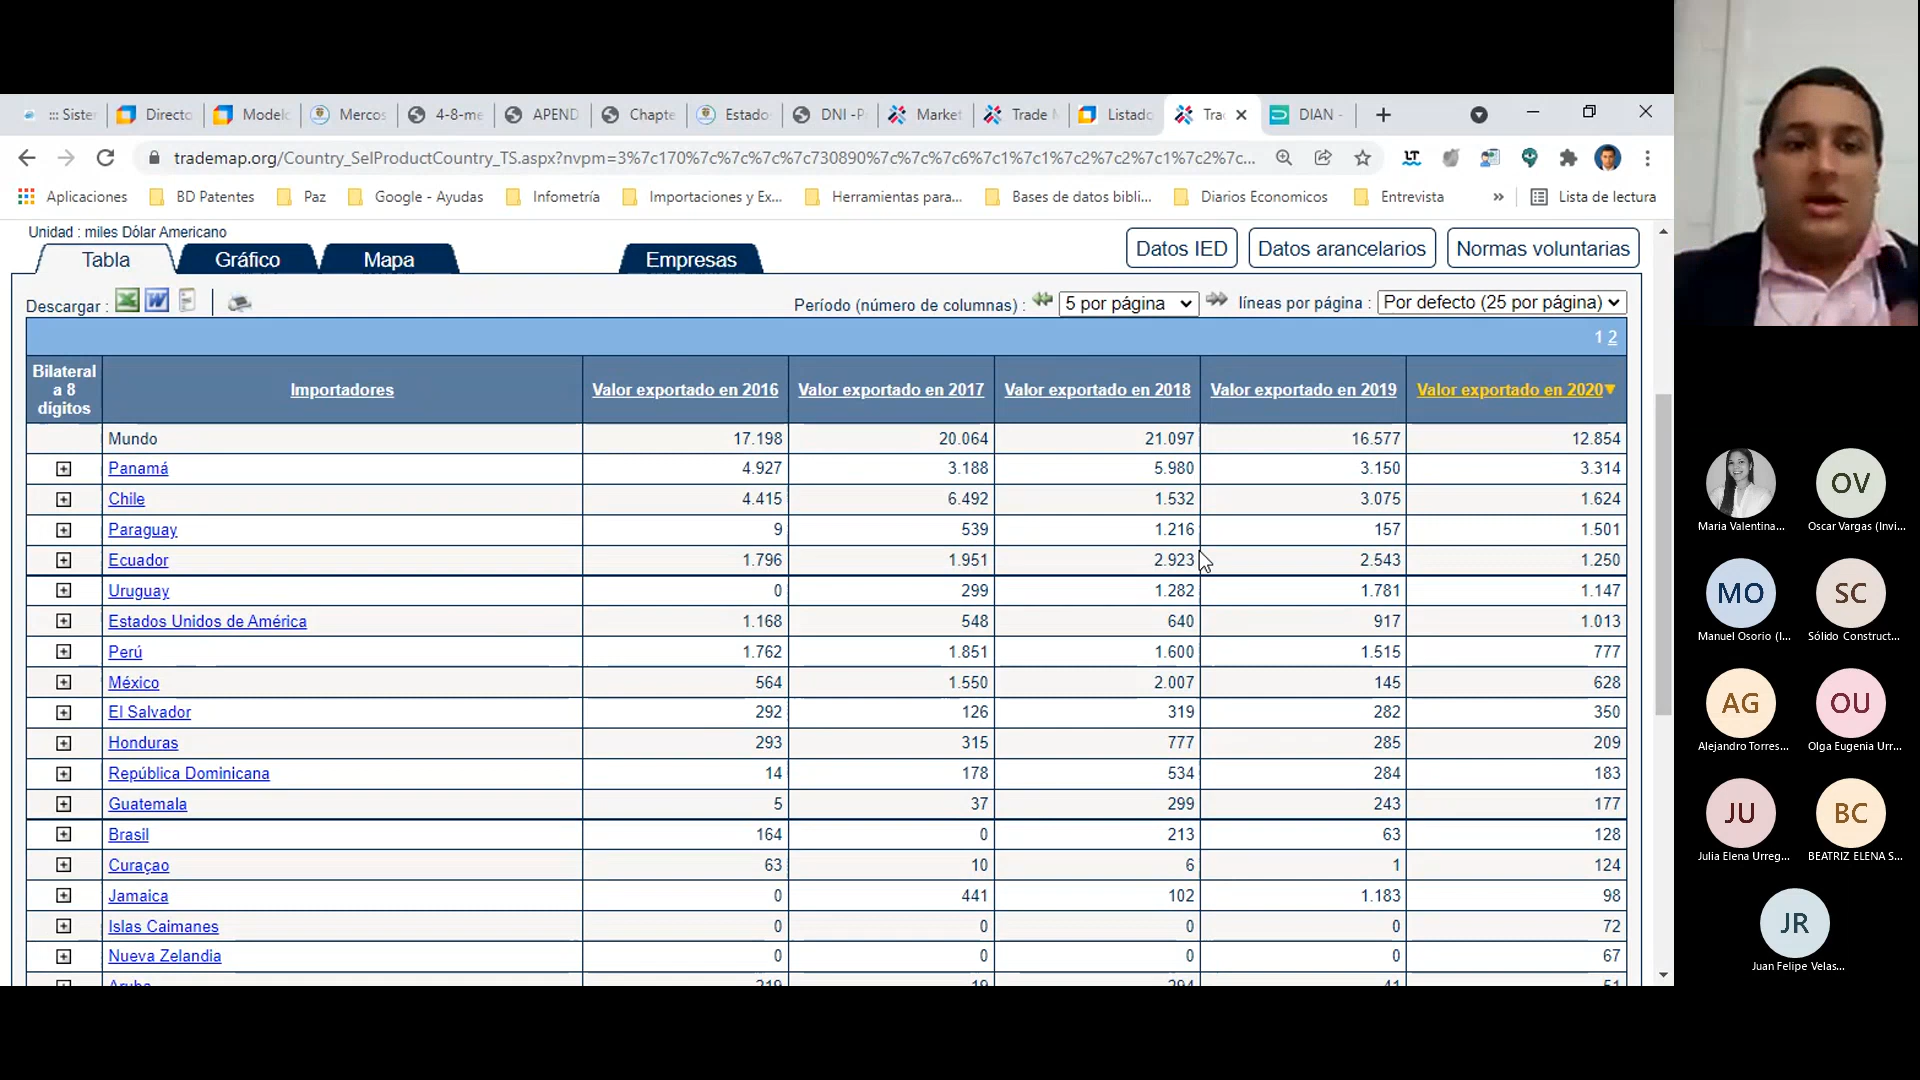 ::: Siste
Directo
Modelo
Mercos
4-8-me
APEND
Chapte
Estado
DNI -P
Market
Trade
Listado
Tra
DIAN -
trademap.org/Country_SelProductCountry_TS.aspx?nvpm=3%7c170%7c%7c%7c%7c730890%7c%7c%7c6%7c1%7c1%7c2%7c2%7c1%7c2%7c...
LT
Aplicaciones
BD Patentes
Paz
Google - Ayudas
Infometría
Importaciones y Ex...
Herramientas para...
Bases de datos bibli...
Diarios Economicos
Entrevista
»
Lista de lectura
Unidad : miles Dólar Americano
Tabla
Gráfico
Mapa
Empresas
Datos IED
Datos arancelarios
Normas voluntarias
Descargar :
Período (número de columnas) :
5 por página
líneas por página :
Por defecto (25 por página)
1 2
Bilateral a 8 dígitos Importadores Valor exportado en 2016 Valor exportado en 2017 Valor exportado en 2018 Valor exportado en 2019 Valor exportado en 2020▼
Mundo 17.198 20.064 21.097 16.577 12.854
Panamá 4.927 3.188 5.980 3.150 3.314
Chile 4.415 6.492 1.532 3.075 1.624
Paraguay 9 539 1.216 157 1.501
Ecuador 1.796 1.951 2.923 2.543 1.250
Uruguay 0 299 1.282 1.781 1.147
Estados Unidos de América 1.168 548 640 917 1.013
Perú 1.762 1.851 1.600 1.515 777
México 564 1.550 2.007 145 628
El Salvador 292 126 319 282 350
Honduras 293 315 777 285 209
República Dominicana 14 178 534 284 183
Guatemala 5 37 299 243 177
Brasil 164 0 213 63 128
Curaçao 63 10 6 1 124
Jamaica 0 441 102 1.183 98
Islas Caimanes 0 0 0 0 72
Nueva Zelandia 0 0 0 0 67
Aruba 219 19 294 41 51
Maria Valentina...
OV
Oscar Vargas (Invi...
MO
Manuel Osorio (I...
SC
Sólido Construct...
AG
Alejandro Torres...
OU
Olga Eugenia Urr...
JU
Julia Elena Urreg...
BC
BEATRIZ ELENA S...
JR
Juan Felipe Velas...